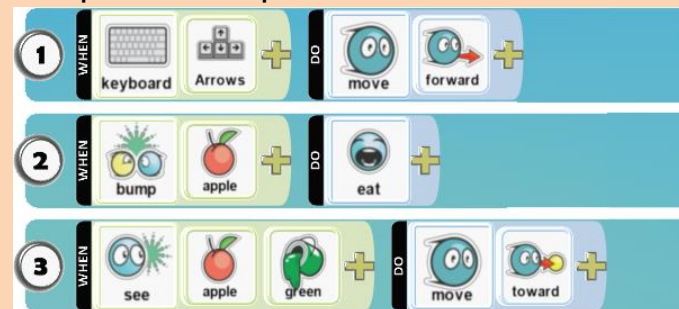 1 WHEN keyboard Arrows DO move forward
2 WHEN bump apple DO eat
3 WHEN see apple green DO move toward